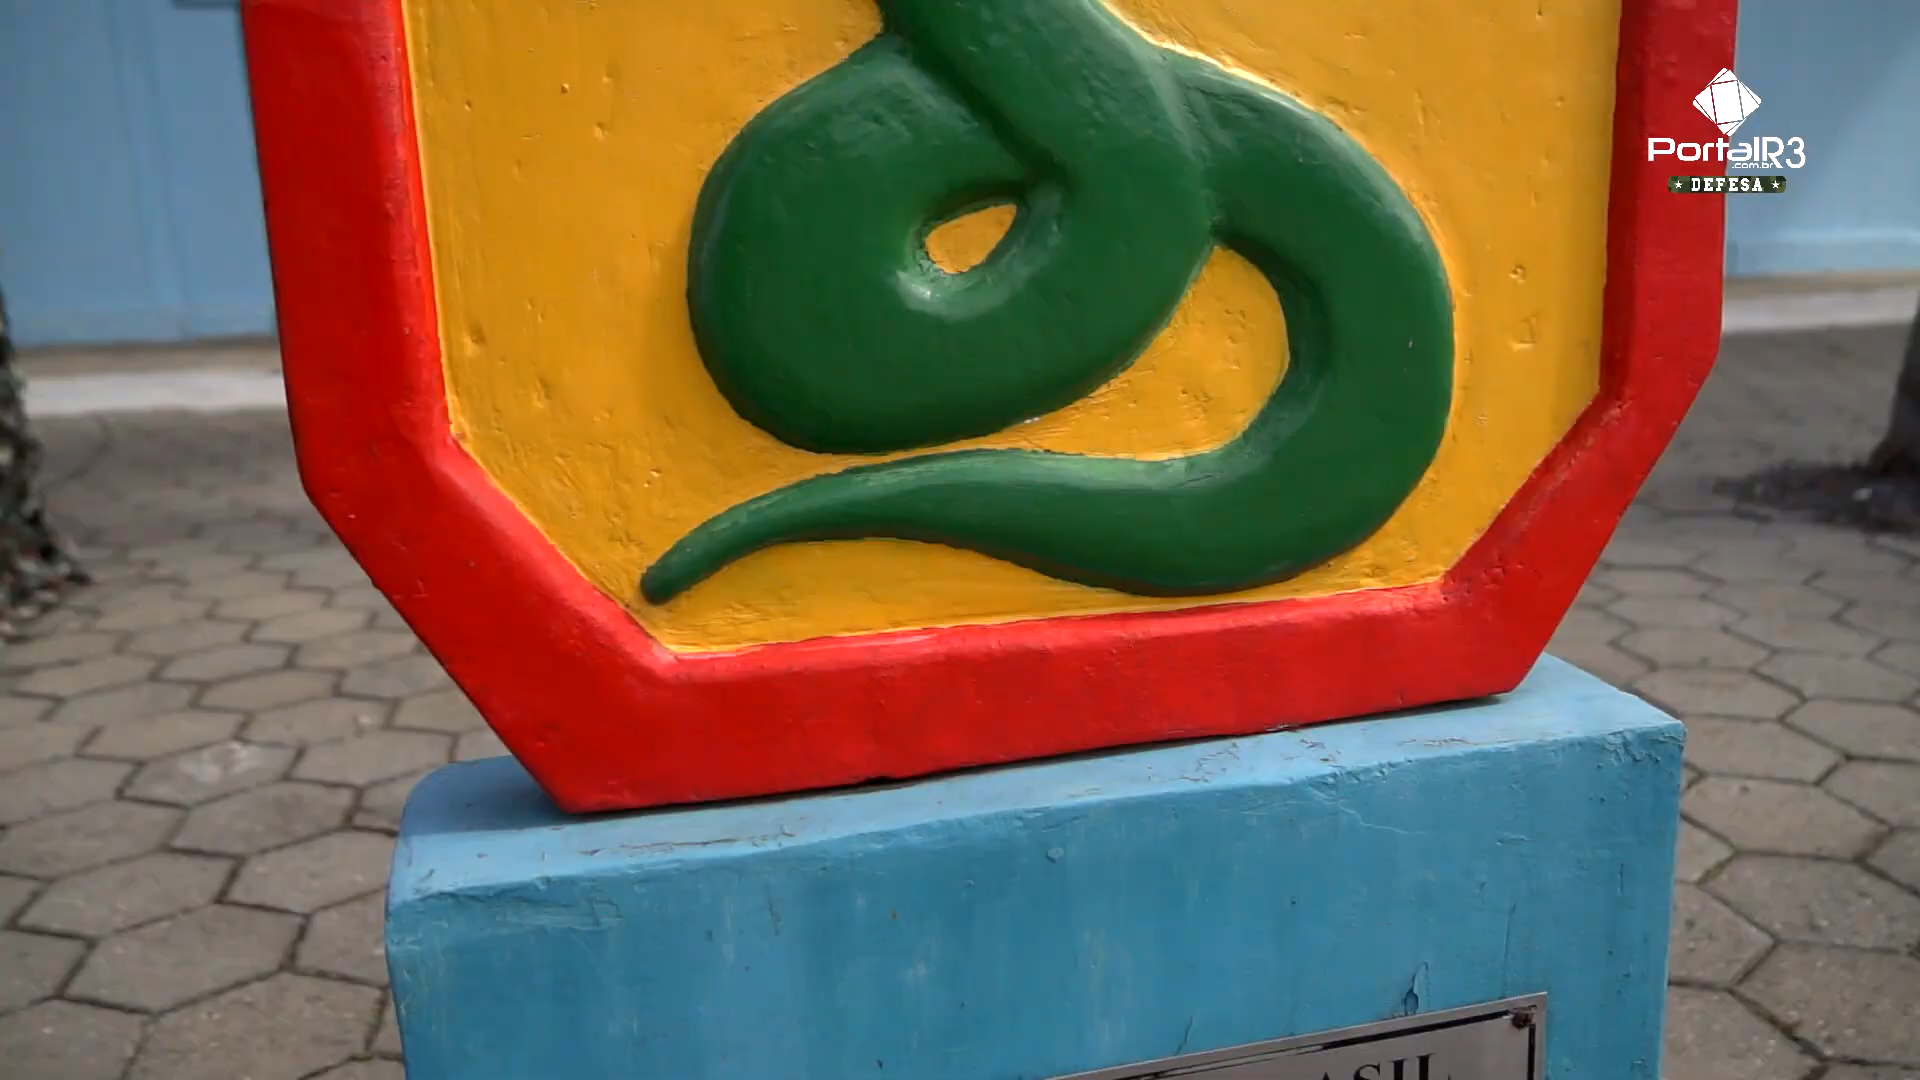 PortalR3
.com.br
★ DEFESA ★